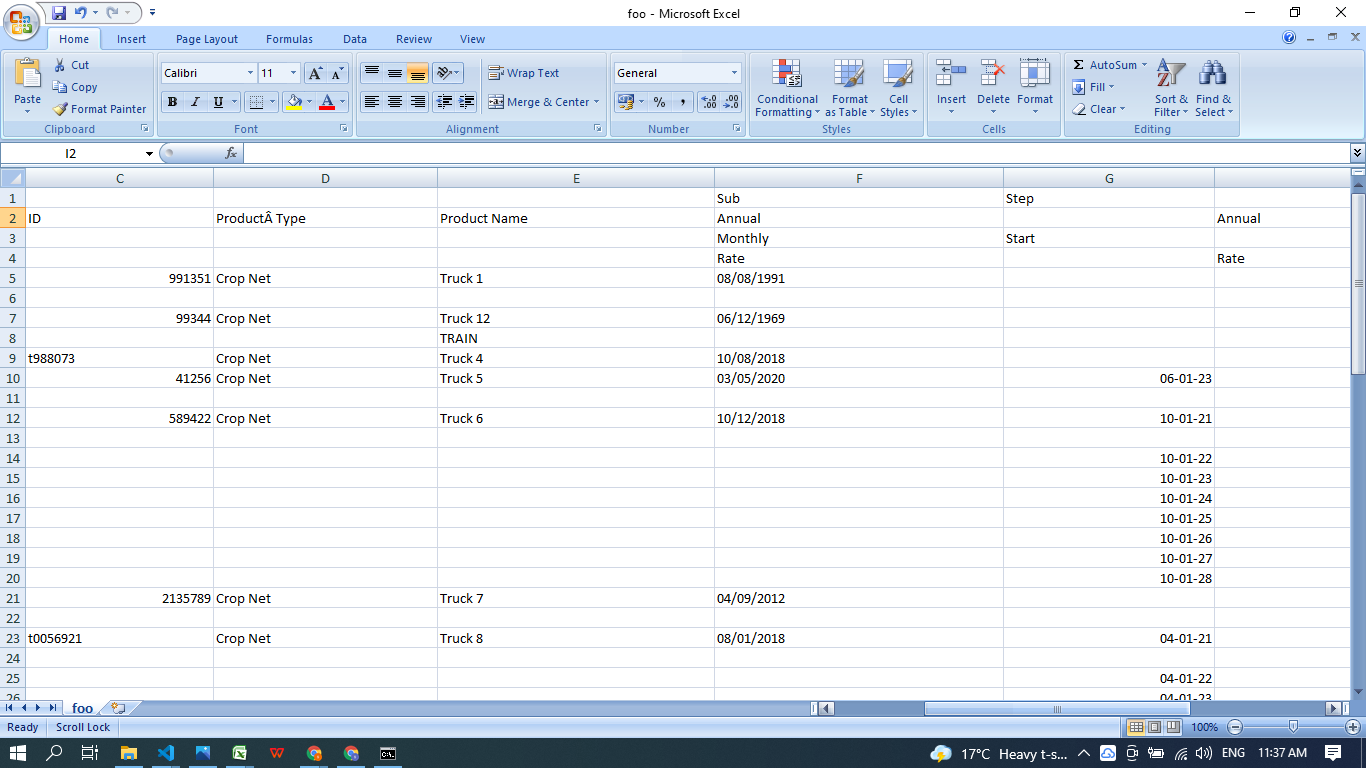 foo - Microsoft Excel
Home Insert Page Layout Formulas Data Review View
Paste Cut Copy Format Painter Clipboard
Calibri 11 A A B I U A Font
Wrap Text Merge & Center Alignment
General % , .00 .0 Number
Conditional Formatting Format as Table Cell Styles Styles
Insert Delete Format Cells
Σ AutoSum Fill Clear Sort & Filter Find & Select Editing
I2 fx
C D E F G
1 Sub Step
2 ID ProductÂ Type Product Name Annual Annual
3 Monthly Start
4 Rate Rate
5 991351 Crop Net Truck 1 08/08/1991
6
7 99344 Crop Net Truck 12 06/12/1969
8 TRAIN
9 t988073 Crop Net Truck 4 10/08/2018
10 41256 Crop Net Truck 5 03/05/2020 06-01-23
11
12 589422 Crop Net Truck 6 10/12/2018 10-01-21
13
14 10-01-22
15 10-01-23
16 10-01-24
17 10-01-25
18 10-01-26
19 10-01-27
20 10-01-28
21 2135789 Crop Net Truck 7 04/09/2012
22
23 t0056921 Crop Net Truck 8 08/01/2018 04-01-21
24
25 04-01-22
26 04-01-23
foo
Ready Scroll Lock 100%
17°C Heavy t-s... ENG 11:37 AM